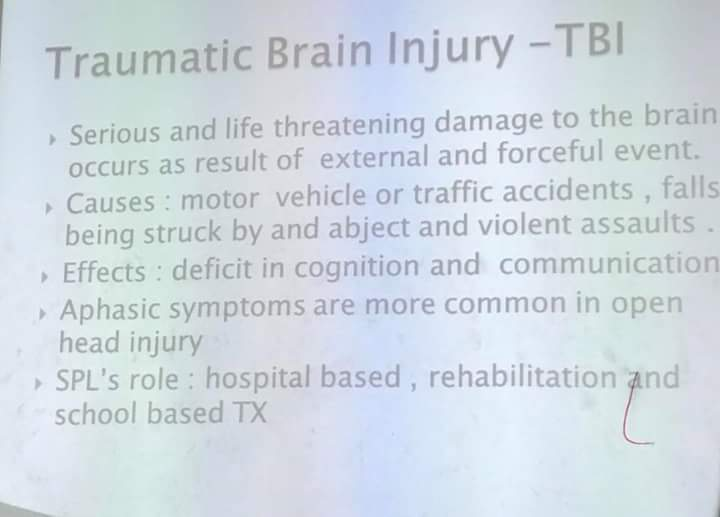 Traumatic Brain Injury –TBI
Serious and life threatening damage to the brain
occurs as result of external and forceful event.
Causes : motor vehicle or traffic accidents , falls
being struck by and abject and violent assaults .
Effects : deficit in cognition and communication
Aphasic symptoms are more common in open
head injury
SPL's role : hospital based , rehabilitation and
school based TX